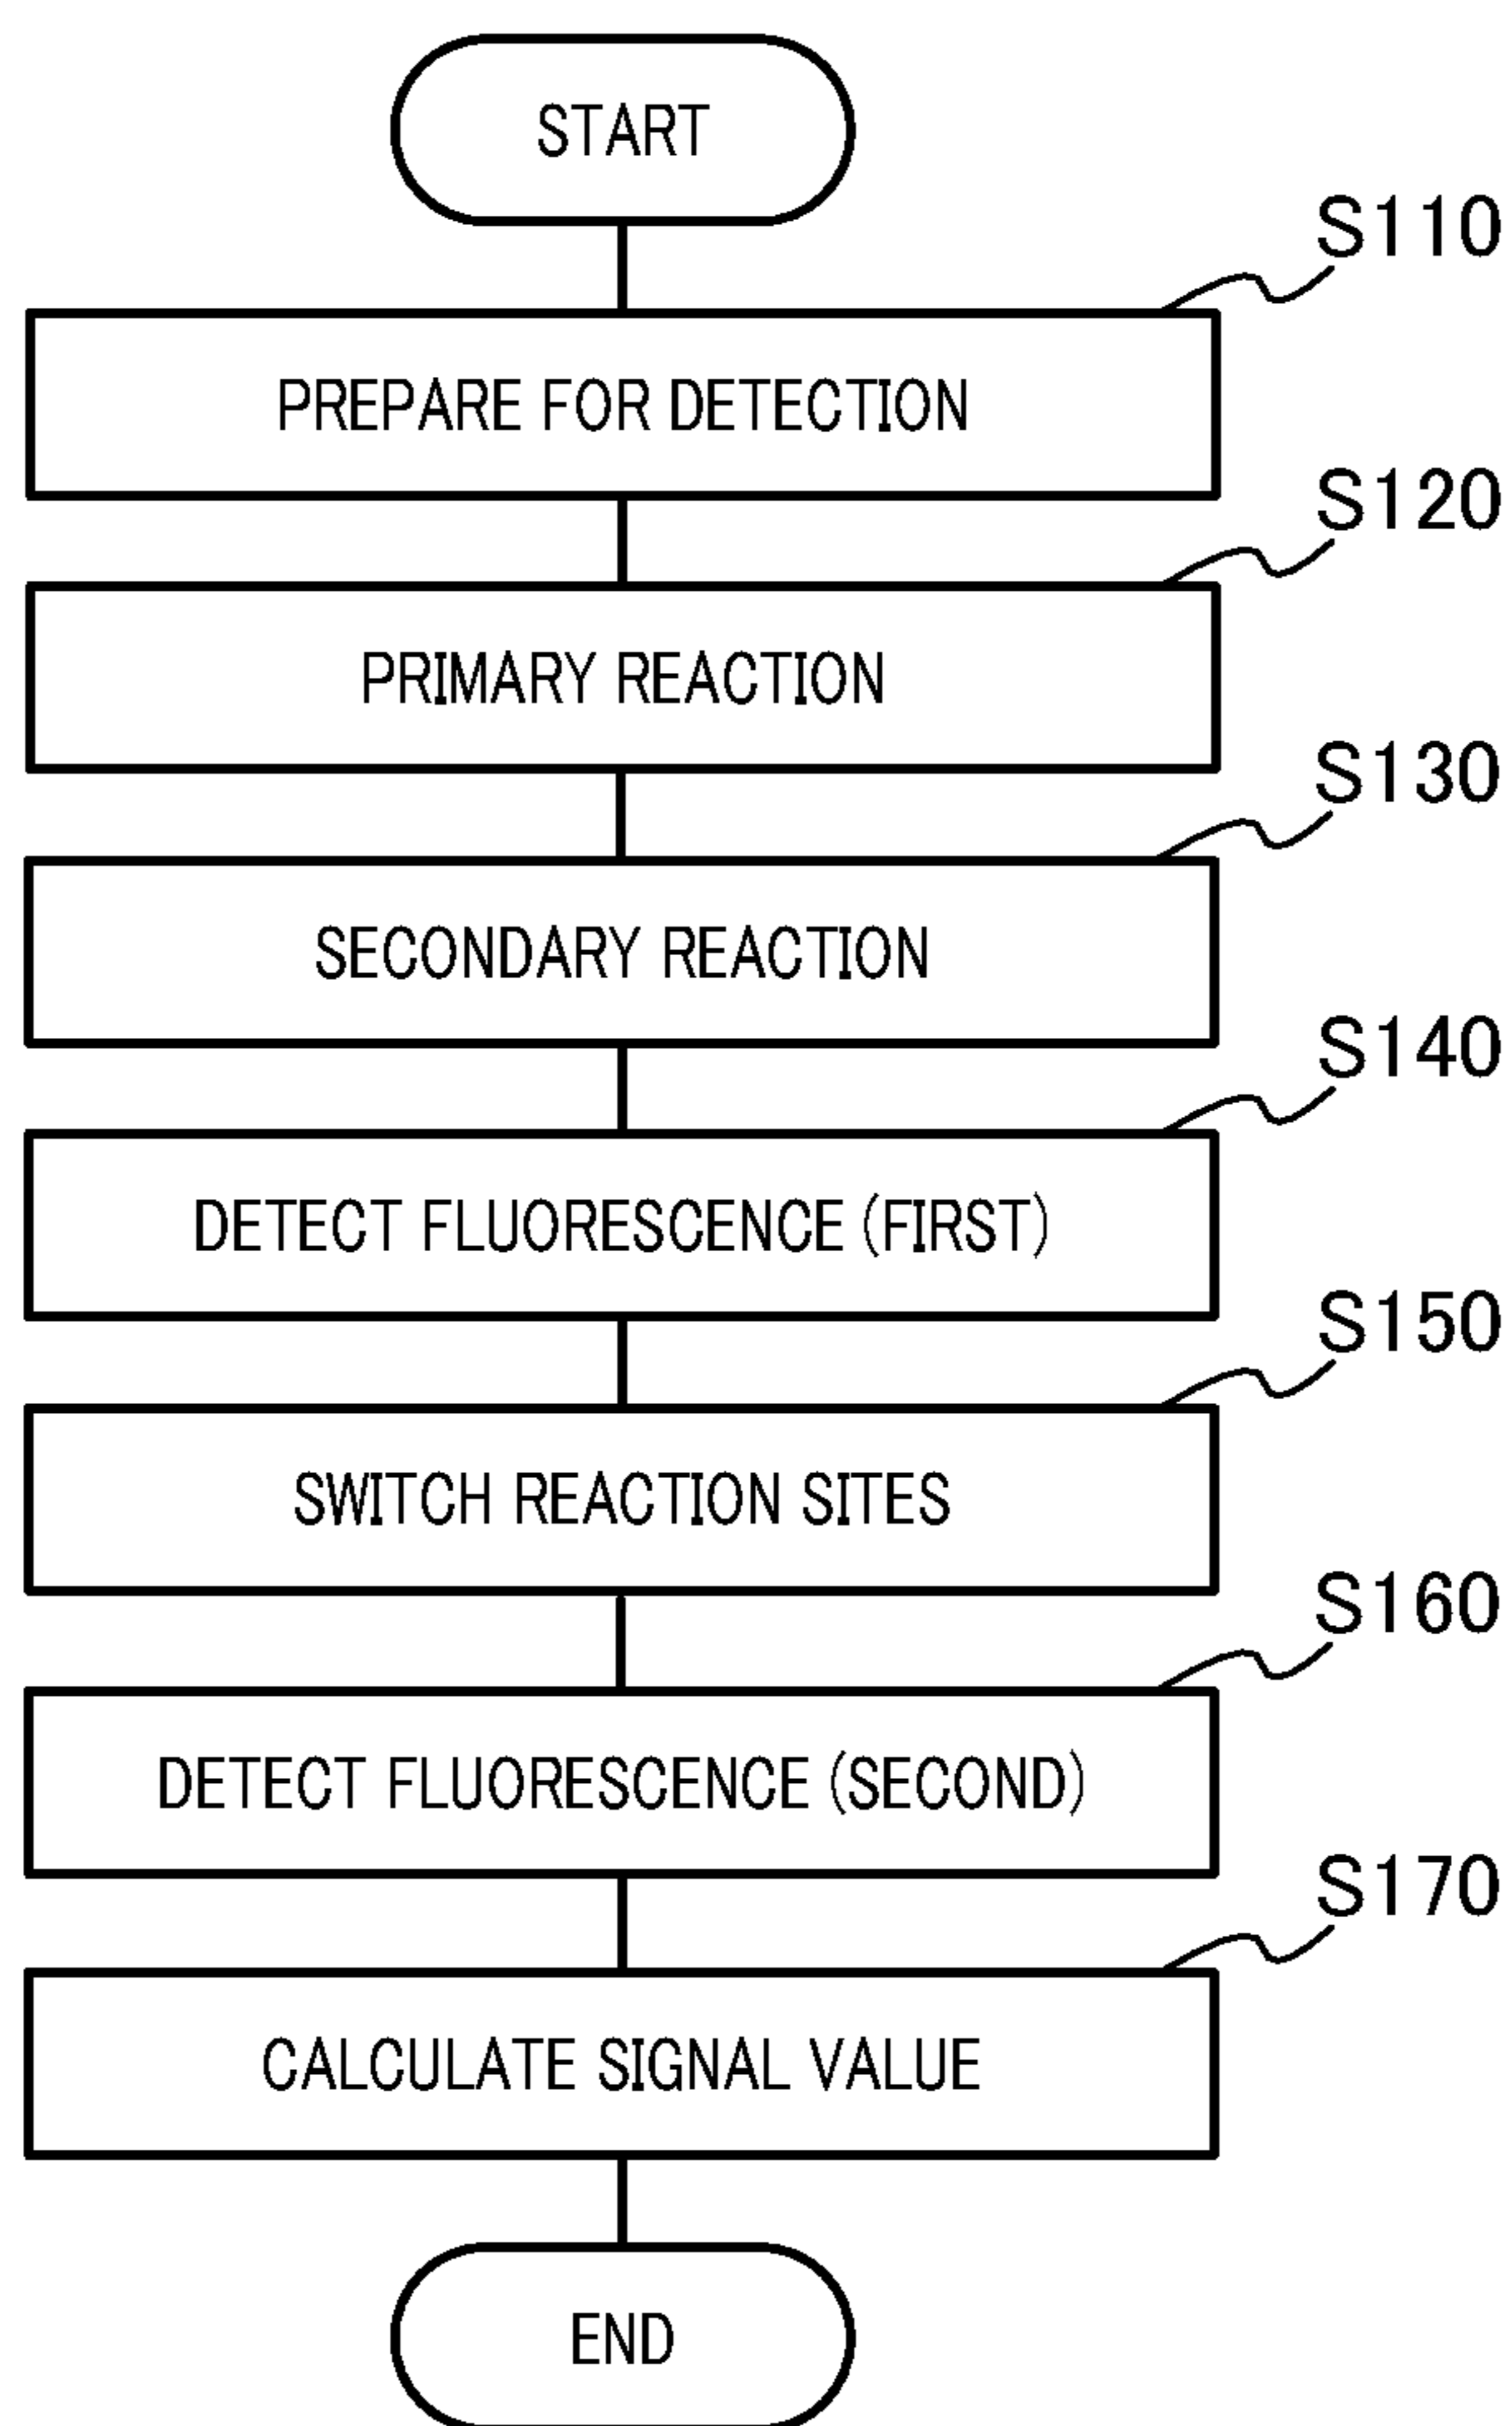 START
S110
PREPARE FOR DETECTION
S120
PRIMARY REACTION
S130
SECONDARY REACTION
S140
DETECT FLUORESCENCE (FIRST)
S150
SWITCH REACTION SITES
S160
DETECT FLUORESCENCE (SECOND)
S170
CALCULATE SIGNAL VALUE
END